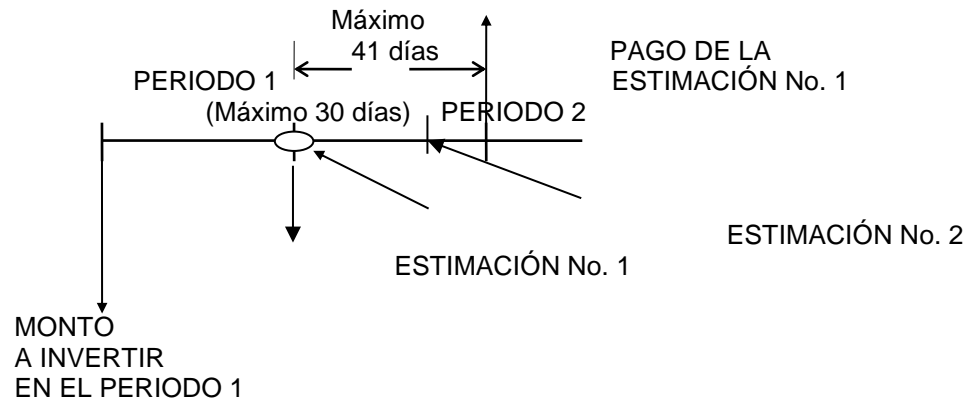 Máximo
41 días
PAGO DE LA
ESTIMACIÓN No. 1
PERIODO 1
(Máximo 30 días)
PERIODO 2
ESTIMACIÓN No. 2
ESTIMACIÓN No. 1
MONTO
A INVERTIR
EN EL PERIODO 1